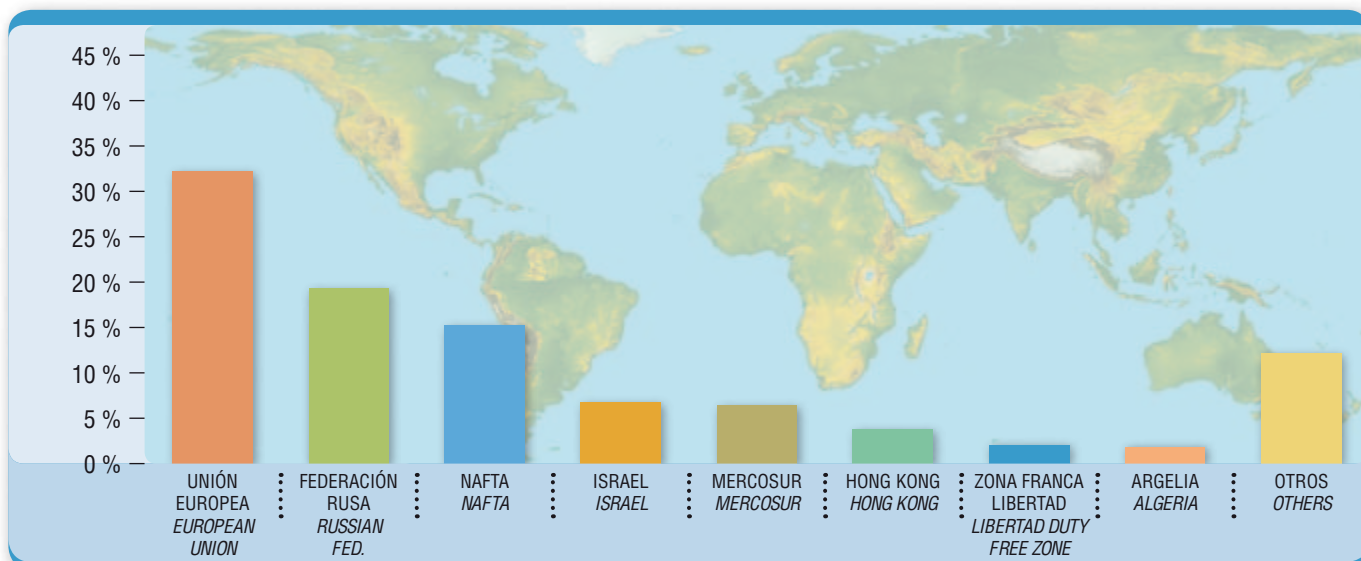 45 %
40 %
35 %
30 %
25 %
20 %
15 %
10 %
5 %
0 %
UNIÓN
EUROPEA
EUROPEAN
UNION
FEDERACIÓN
RUSA
RUSSIAN
FED.
NAFTA
NAFTA
ISRAEL
ISRAEL
MERCOSUR
MERCOSUR
HONG KONG
HONG KONG
ZONA FRANCA
LIBERTAD
LIBERTAD DUTY
FREE ZONE
ARGELIA
ALGERIA
OTROS
OTHERS